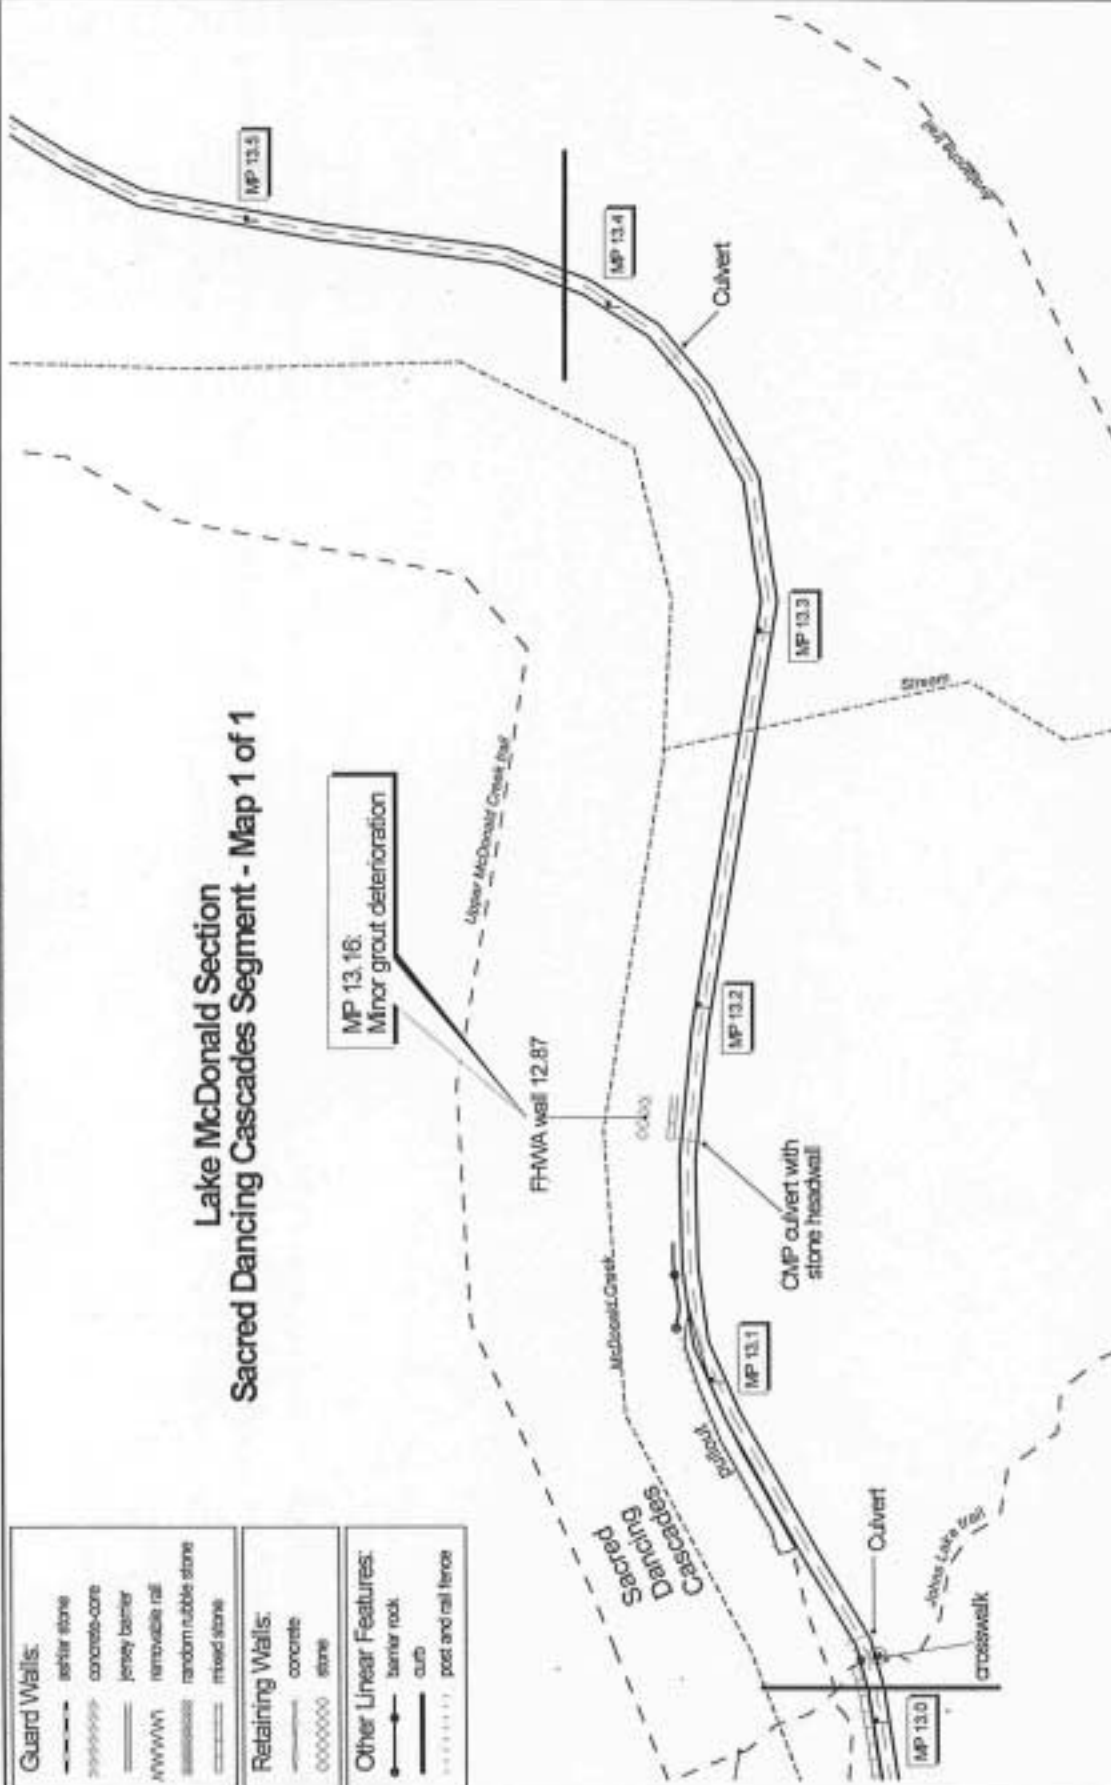 Lake McDonald Section
Sacred Dancing Cascades Segment - Map 1 of 1
Guard Walls:
ashlar stone
concrete-core
jersey barrier
removable rail
random rubble stone
mixed stone
Retaining Walls:
concrete
stone
Other Linear Features:
barrier rock
curb
post and rail fence
MP 13.16:
Minor grout deterioration
Upper McDonald Creek trail
FHWA wall 12.87
McDonald Creek
Sacred
Dancing
Cascades
pullout
MP 13.0
MP 13.1
MP 13.2
MP 13.3
MP 13.4
MP 13.5
CMP culvert with
stone headwall
Culvert
Culvert
Johns Lake trail
crosswalk
Stream
trail